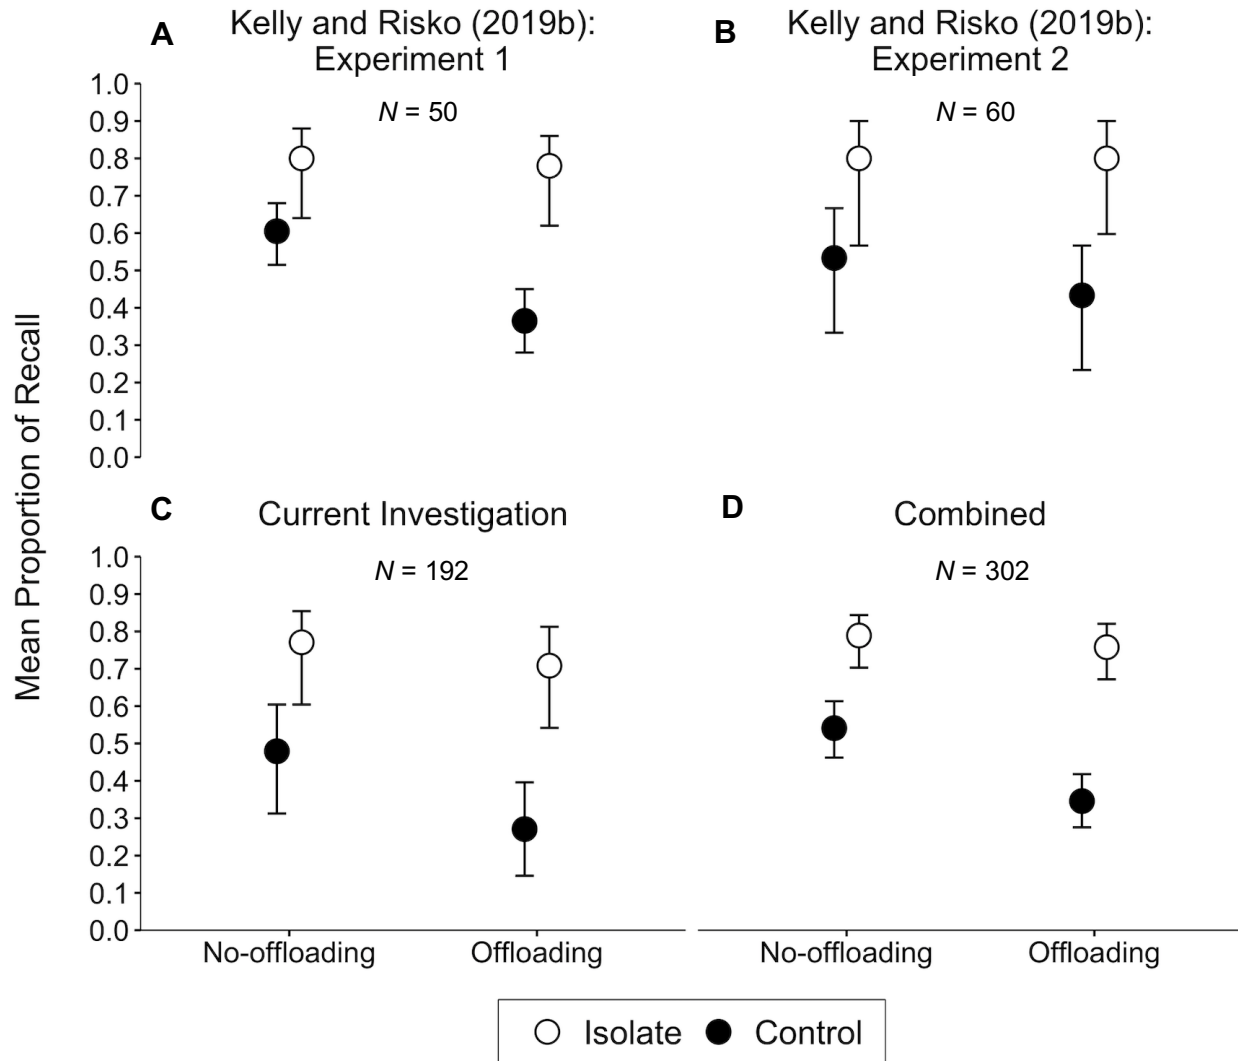 A
Kelly and Risko (2019b):
Experiment 1
N = 50
B
Kelly and Risko (2019b):
Experiment 2
N = 60
Mean Proportion of Recall
1.0
0.9
0.8
0.7
0.6
0.5
0.4
0.3
0.2
0.1
0.0
C
Current Investigation
N = 192
D
Combined
N = 302
1.0
0.9
0.8
0.7
0.6
0.5
0.4
0.3
0.2
0.1
0.0
No-offloading
Offloading
No-offloading
Offloading
Isolate
Control